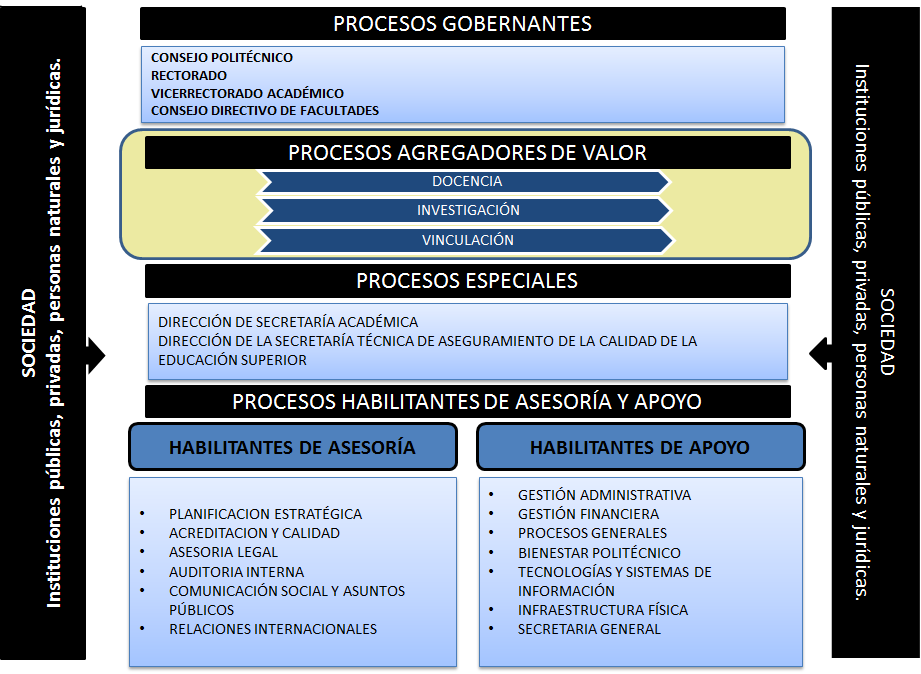 SOCIEDAD
Instituciones públicas, privadas, personas naturales y jurídicas.
PROCESOS GOBERNANTES
CONSEJO POLITÉCNICO
RECTORADO
VICERRECTORADO ACADÉMICO
CONSEJO DIRECTIVO DE FACULTADES
PROCESOS AGREGADORES DE VALOR
DOCENCIA
INVESTIGACIÓN
VINCULACIÓN
PROCESOS ESPECIALES
DIRECCIÓN DE SECRETARÍA ACADÉMICA
DIRECCIÓN DE LA SECRETARÍA TÉCNICA DE ASEGURAMIENTO DE LA CALIDAD DE LA
EDUCACIÓN SUPERIOR
PROCESOS HABILITANTES DE ASESORÍA Y APOYO
HABILITANTES DE ASESORÍA
• PLANIFICACION ESTRATÉGICA
• ACREDITACION Y CALIDAD
• ASESORIA LEGAL
• AUDITORIA INTERNA
• COMUNICACIÓN SOCIAL Y ASUNTOS
PÚBLICOS
• RELACIONES INTERNACIONALES
HABILITANTES DE APOYO
• GESTIÓN ADMINISTRATIVA
• GESTIÓN FINANCIERA
• PROCESOS GENERALES
• BIENESTAR POLITÉCNICO
• TECNOLOGÍAS Y SISTEMAS DE
INFORMACIÓN
• INFRAESTRUCTURA FÍSICA
• SECRETARIA GENERAL
SOCIEDAD
Instituciones públicas, privadas, personas naturales y jurídicas.